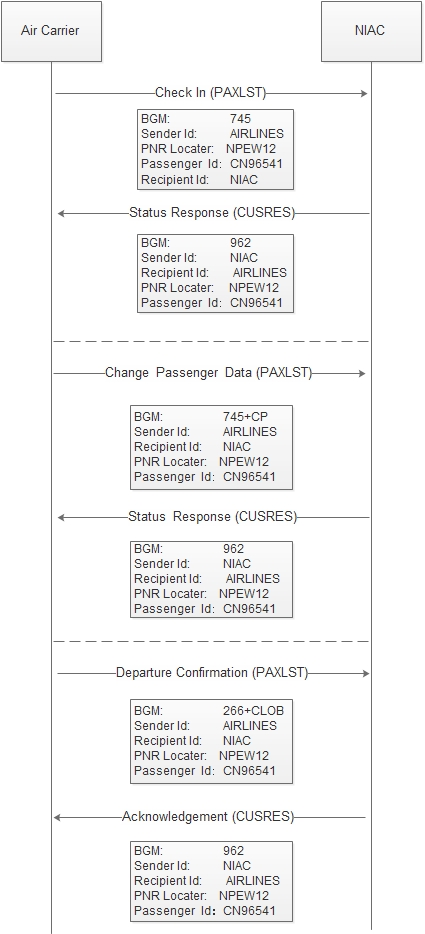 Air Carrier
NIAC
Check In (PAXLST)
BGM: 745
Sender Id: AIRLINES
PNR Locater: NPEW12
Passenger Id: CN96541
Recipient Id: NIAC
Status Response (CUSRES)
BGM: 962
Sender Id: NIAC
Recipient Id: AIRLINES
PNR Locater: NPEW12
Passenger Id: CN96541
Change Passenger Data (PAXLST)
BGM: 745+CP
Sender Id: AIRLINES
Recipient Id: NIAC
PNR Locater: NPEW12
Passenger Id: CN96541
Status Response (CUSRES)
BGM: 962
Sender Id: NIAC
Recipient Id: AIRLINES
PNR Locater: NPEW12
Passenger Id: CN96541
Departure Confirmation (PAXLST)
BGM: 266+CLOB
Sender Id: AIRLINES
Recipient Id: NIAC
PNR Locater: NPEW12
Passenger Id: CN96541
Acknowledgement (CUSRES)
BGM: 962
Sender Id: NIAC
Recipient Id: AIRLINES
PNR Locater: NPEW12
Passenger Id: CN96541